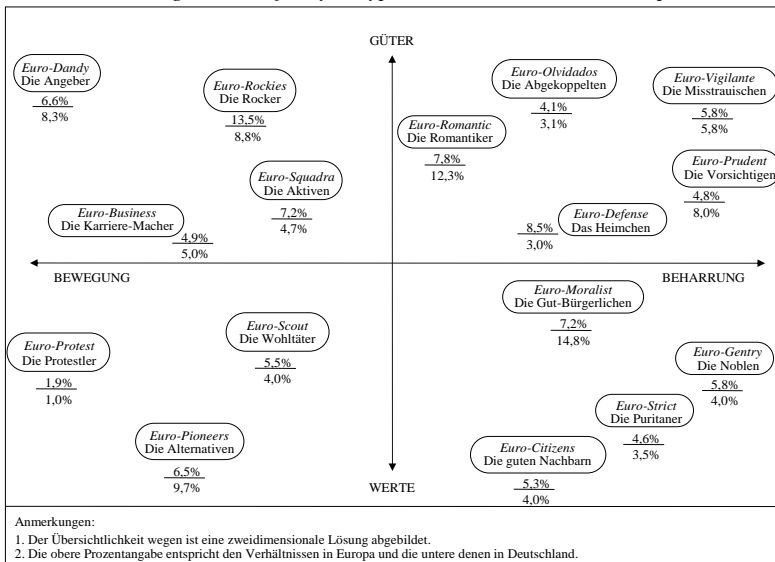 GÜTER
Euro-Dandy
Die Angeber
6,6%
8,3%
Euro-Rockies
Die Rocker
13,5%
8,8%
Euro-Olvidados
Die Abgekoppelten
4,1%
3,1%
Euro-Vigilante
Die Misstrauischen
5,8%
5,8%
Euro-Romantic
Die Romantiker
7,8%
12,3%
Euro-Squadra
Die Aktiven
7,2%
4,7%
Euro-Prudent
Die Vorsichtigen
4,8%
8,0%
Euro-Business
Die Karriere-Macher
4,9%
5,0%
Euro-Defense
Das Heimchen
8,5%
3,0%
BEWEGUNG
BEHARRUNG
Euro-Moralist
Die Gut-Bürgerlichen
7,2%
14,8%
Euro-Scout
Die Wohltäter
5,5%
4,0%
Euro-Protest
Die Protestler
1,9%
1,0%
Euro-Gentry
Die Noblen
5,8%
4,0%
Euro-Strict
Die Puritaner
4,6%
3,5%
Euro-Pioneers
Die Alternativen
6,5%
9,7%
Euro-Citizens
Die guten Nachbarn
5,3%
4,0%
WERTE
Anmerkungen:
1. Der Übersichtlichkeit wegen ist eine zweidimensionale Lösung abgebildet.
2. Die obere Prozentangabe entspricht den Verhältnissen in Europa und die untere denen in Deutschland.